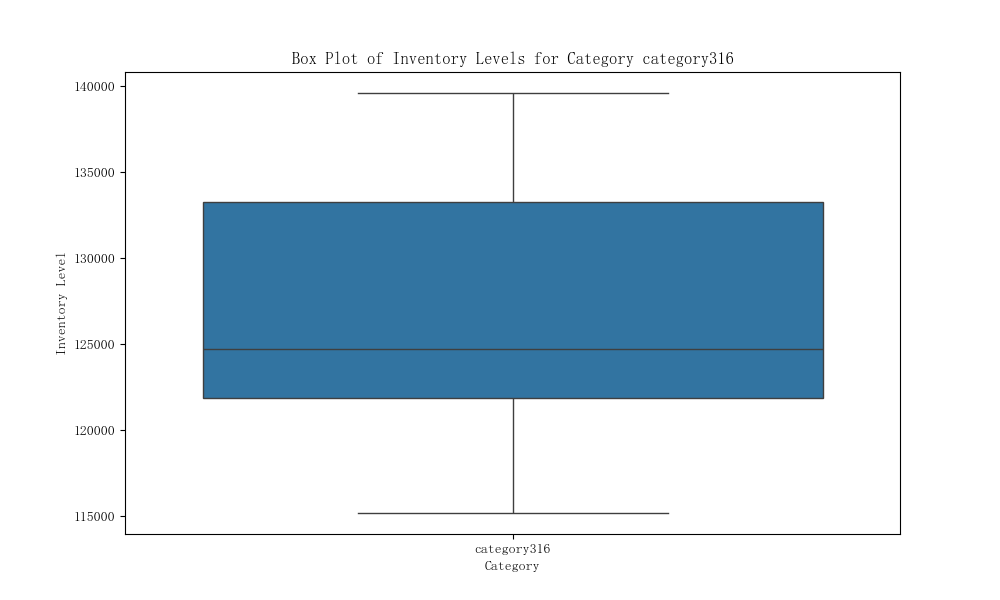 Box Plot of Inventory Levels for Category category316
140000
135000
130000
125000
120000
115000
Inventory Level
category316
Category